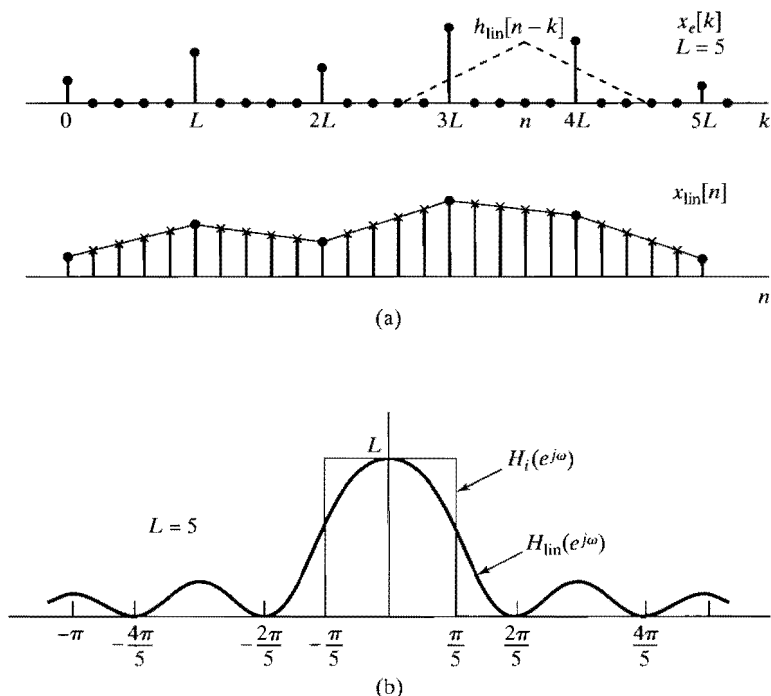 h_lin[n − k]
x_e[k]
L = 5
0 L 2L 3L n 4L 5L k
x_lin[n]
n
(a)
L
H_i(e^{jω})
L = 5
H_lin(e^{jω})
−π −4π/5 −2π/5 −π/5 π/5 2π/5 4π/5
(b)